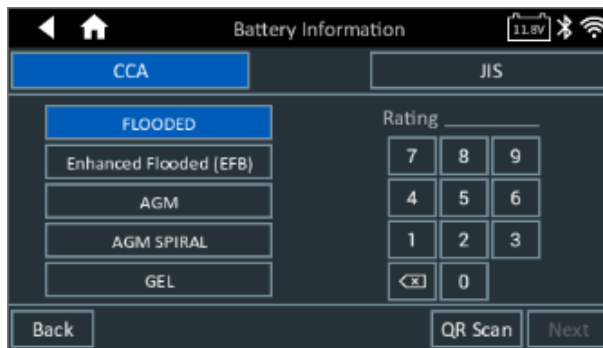 Battery Information
11.8V
CCA
JIS
FLOODED
Enhanced Flooded (EFB)
AGM
AGM SPIRAL
GEL
Rating
7 8 9
4 5 6
1 2 3
0
Back
QR Scan
Next